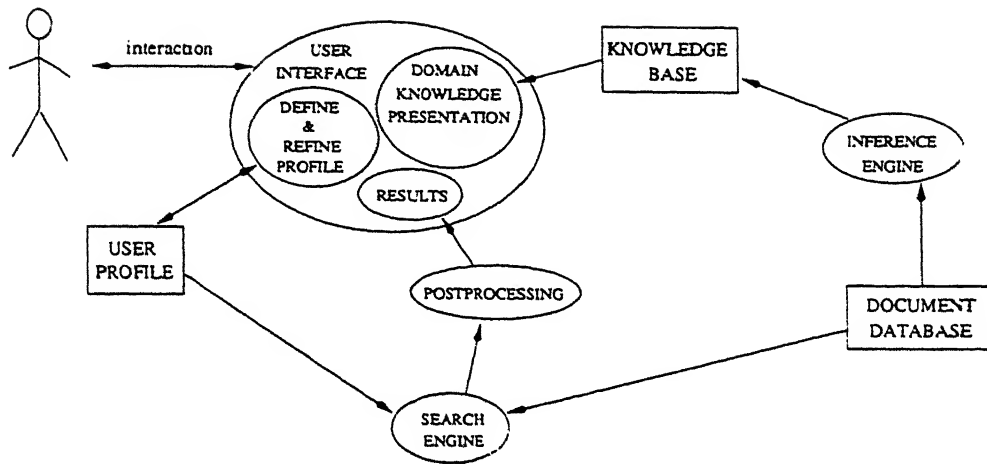 interaction
USER
INTERFACE
DOMAIN
KNOWLEDGE
PRESENTATION
DEFINE
&
REFINE
PROFILE
RESULTS
KNOWLEDGE
BASE
INFERENCE
ENGINE
USER
PROFILE
POSTPROCESSING
DOCUMENT
DATABASE
SEARCH
ENGINE